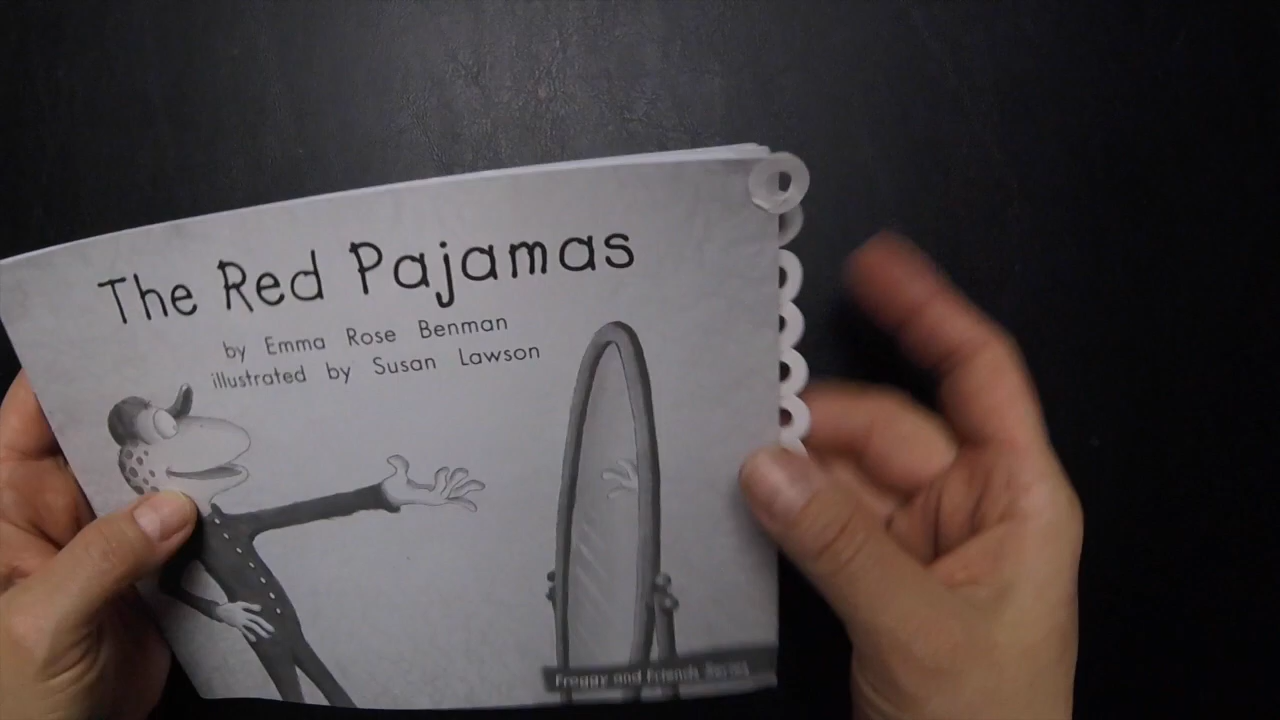 The Red Pajamas
by Emma Rose Benman
illustrated by Susan Lawson
Froggy and Friends Series